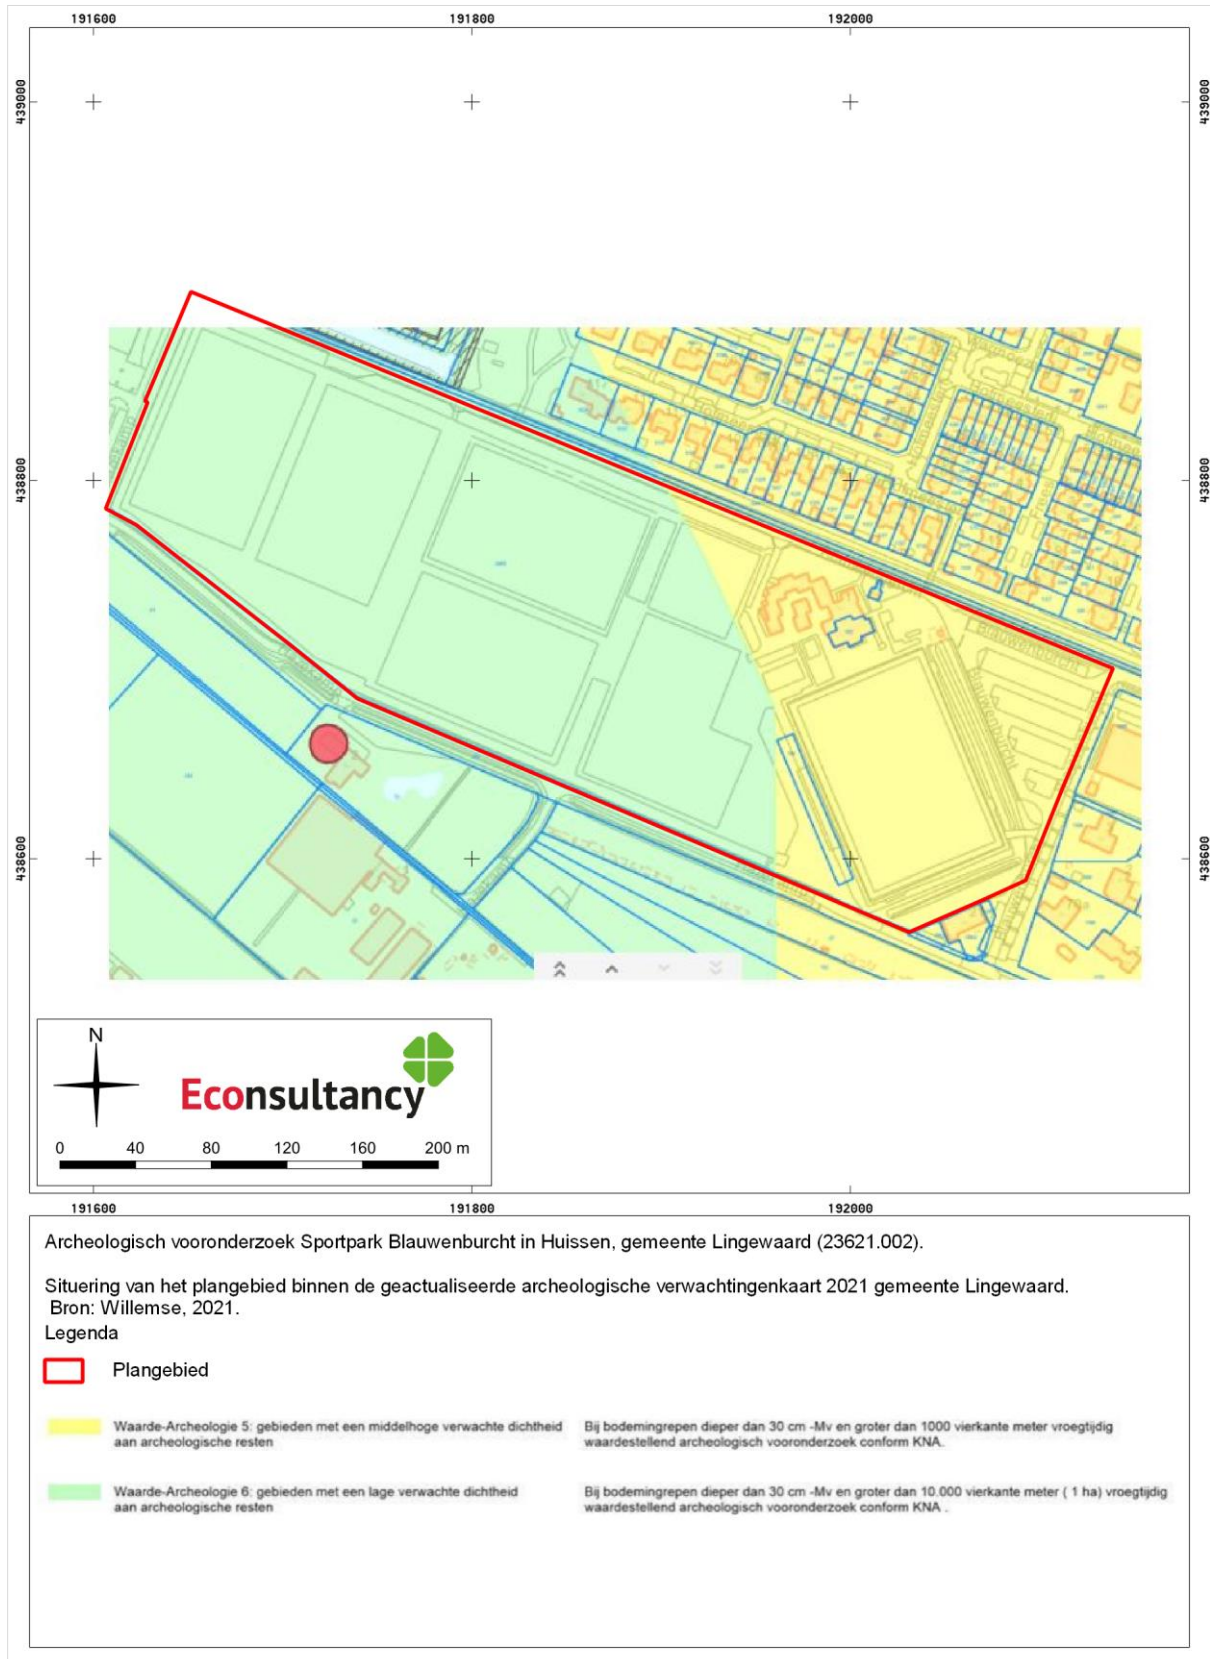 191600 191800 192000
439000 439000
438800 438800
438600 438600
Holmesstede
Blauwenburcht
Blauwenburcht
N
Econsultancy
0 40 80 120 160 200 m
191600 191800 192000
Archeologisch vooronderzoek Sportpark Blauwenburcht in Huissen, gemeente Lingewaard (23621.002).
Situering van het plangebied binnen de geactualiseerde archeologische verwachtingenkaart 2021 gemeente Lingewaard.
Bron: Willemse, 2021.
Legenda
Plangebied
Waarde-Archeologie 5: gebieden met een middelhoge verwachte dichtheid
aan archeologische resten
Bij bodemingrepen dieper dan 30 cm -Mv en groter dan 1000 vierkante meter vroegtijdig
waardestellend archeologisch vooronderzoek conform KNA.
Waarde-Archeologie 6: gebieden met een lage verwachte dichtheid
aan archeologische resten
Bij bodemingrepen dieper dan 30 cm -Mv en groter dan 10.000 vierkante meter ( 1 ha) vroegtijdig
waardestellend archeologisch vooronderzoek conform KNA .